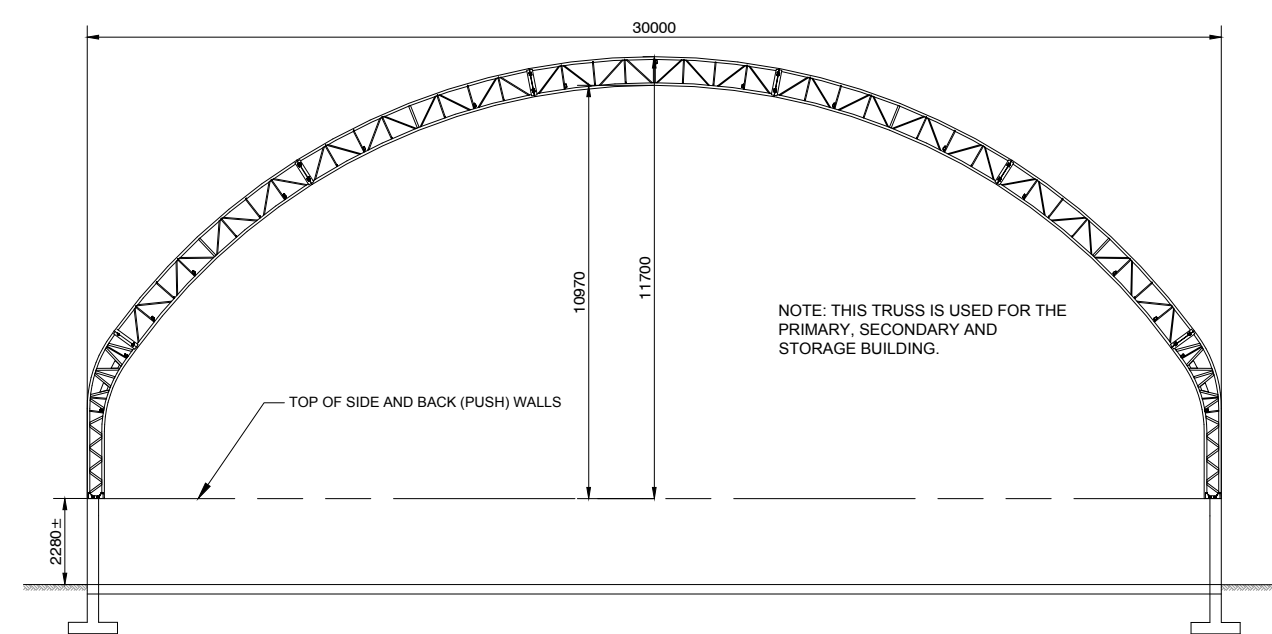 30000
10970
11700
NOTE: THIS TRUSS IS USED FOR THE
PRIMARY, SECONDARY AND
STORAGE BUILDING.
TOP OF SIDE AND BACK (PUSH) WALLS
2280±